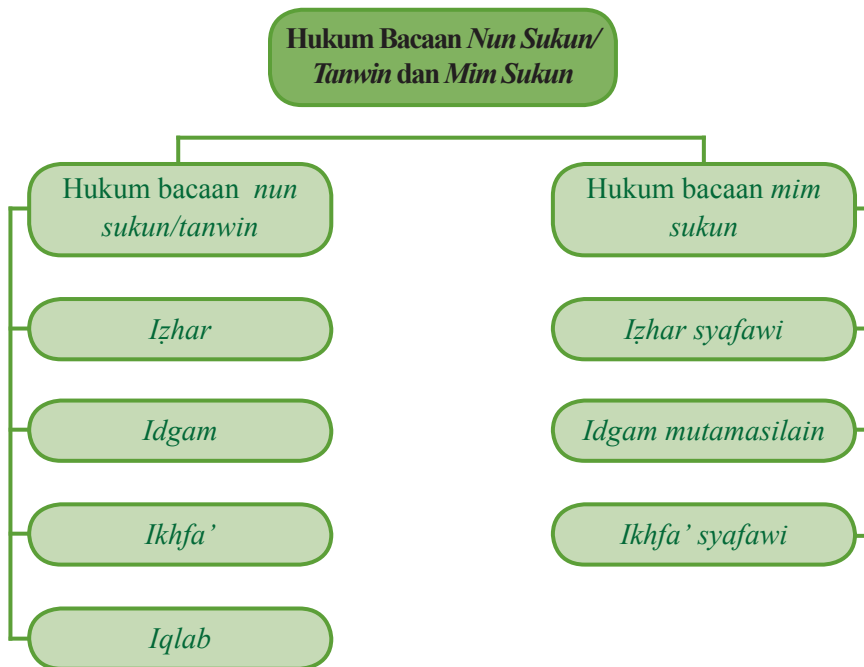 Hukum Bacaan Nun Sukun/
Tanwin dan Mim Sukun
Hukum bacaan nun
sukun/tanwin
Iẓhar
Idgam
Ikhfa’
Iqlab
Hukum bacaan mim
sukun
Iẓhar syafawi
Idgam mutamasilain
Ikhfa’ syafawi